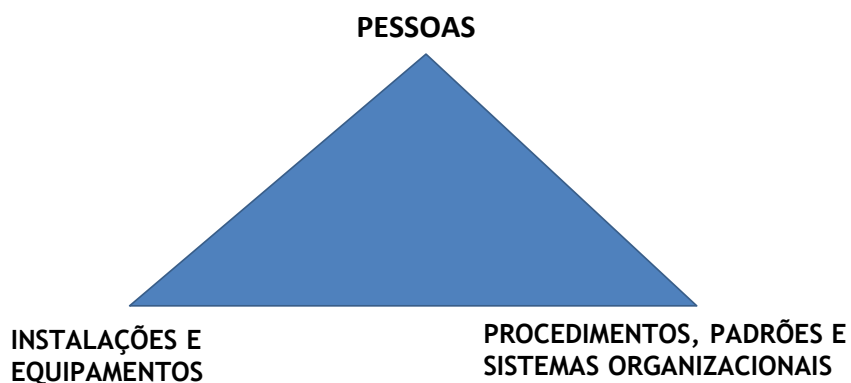 PESSOAS
INSTALAÇÕES E
EQUIPAMENTOS
PROCEDIMENTOS, PADRÕES E
SISTEMAS ORGANIZACIONAIS